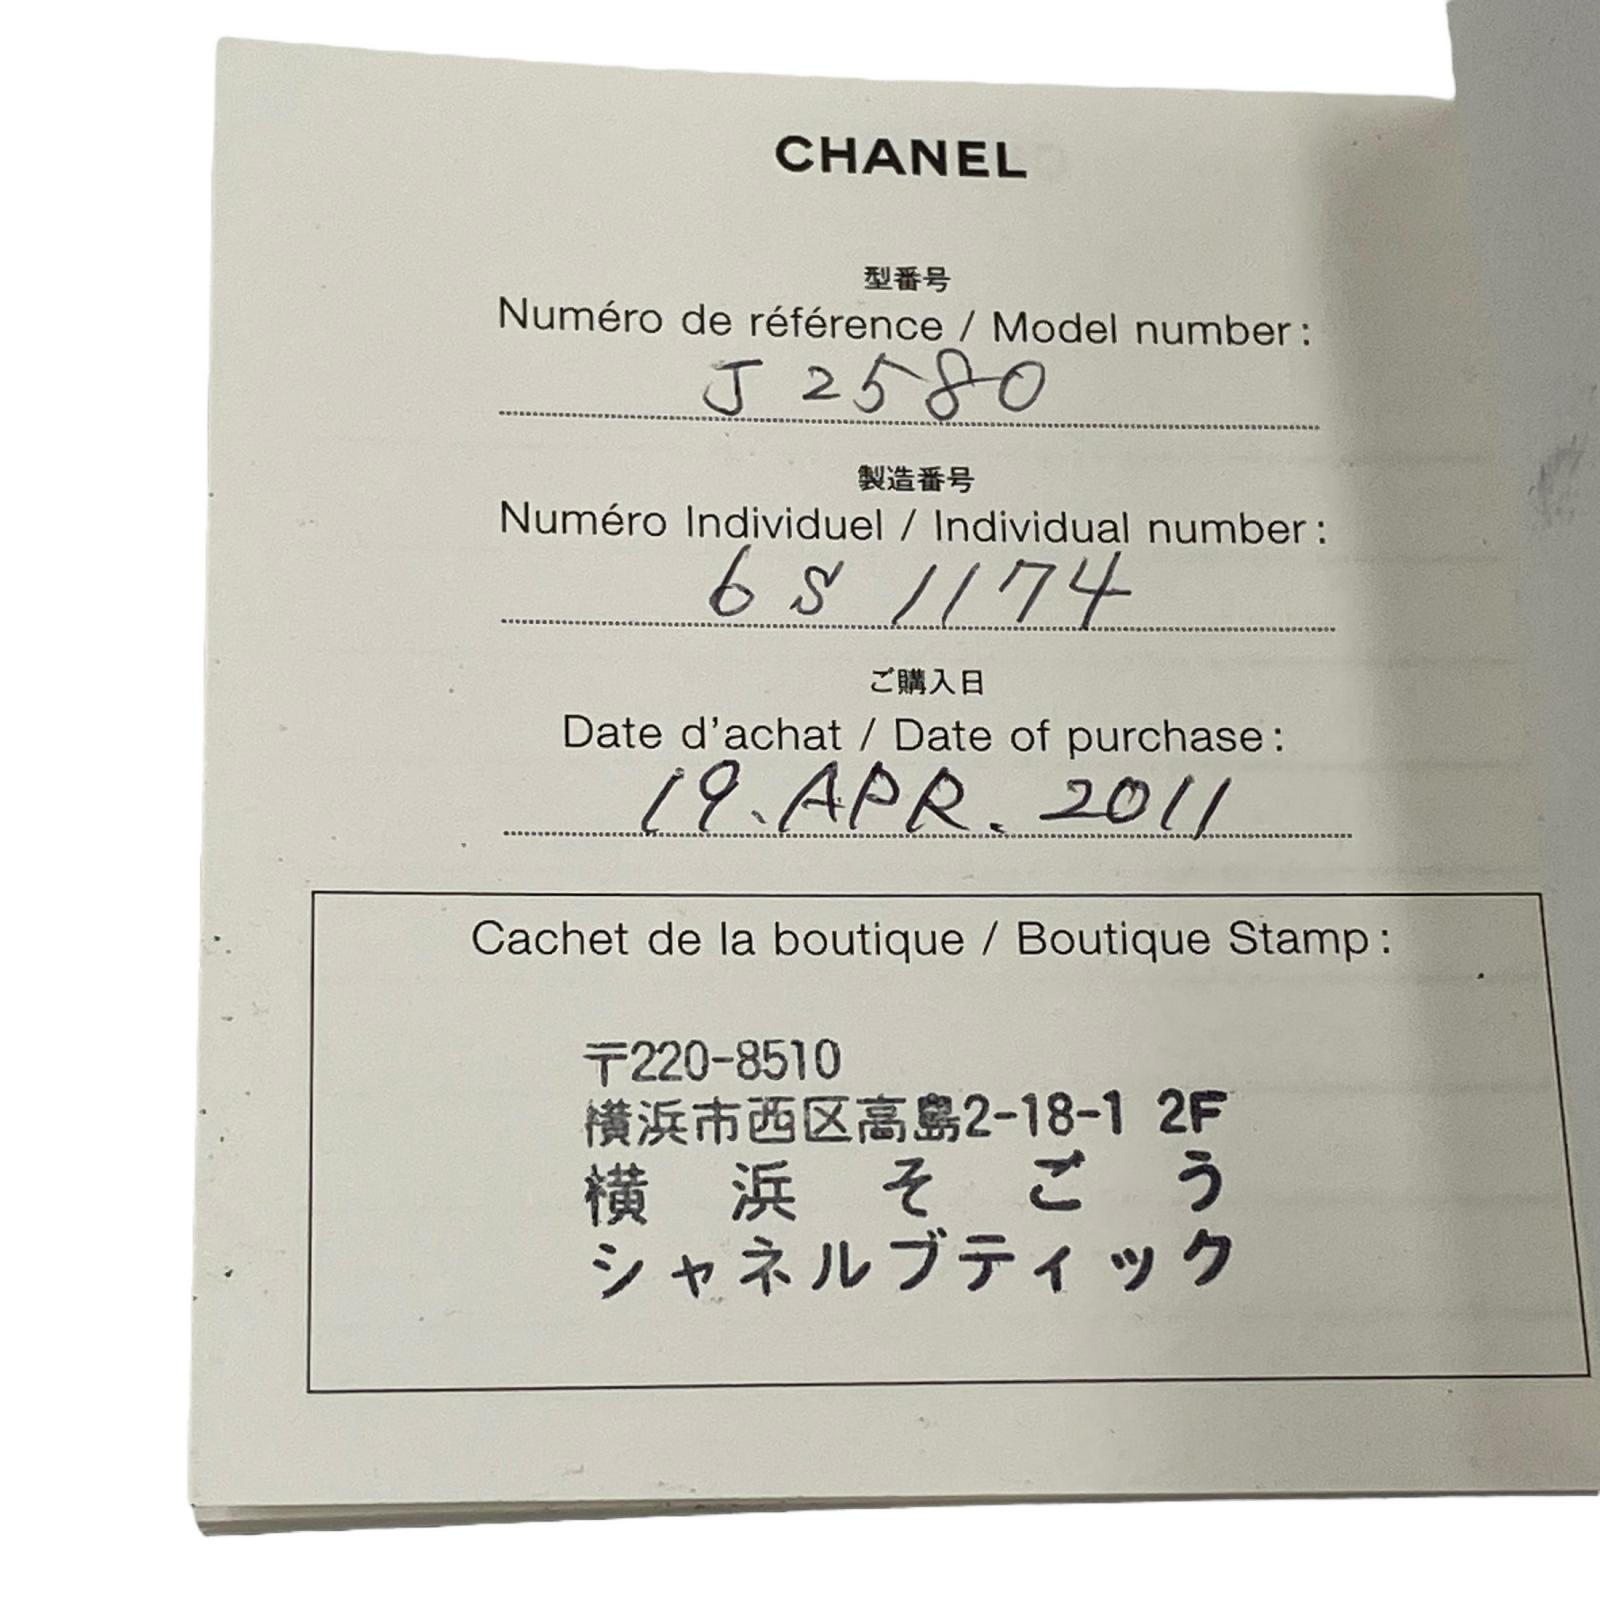 CHANEL
型番号
Numéro de référence / Model number:
J2580
製造番号
Numéro Individuel / Individual number:
6S 1174
ご購入日
Date d'achat / Date of purchase:
19. APR. 2011
Cachet de la boutique / Boutique Stamp:
〒220-8510
横浜市西区高島2-18-1 2F
横浜そごう
シャネルブティック